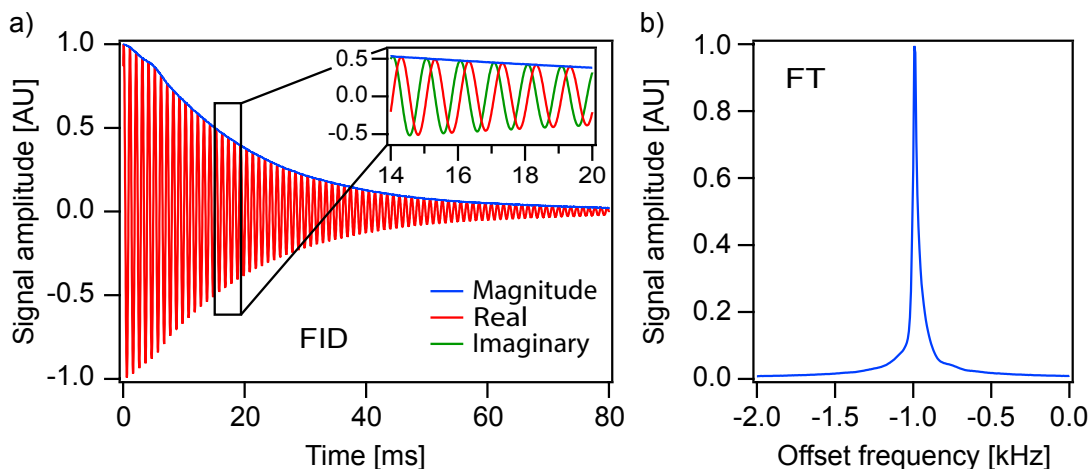 a)
Signal amplitude [AU]
1.0
0.5
0.0
-0.5
-1.0
0
20
40
60
80
Time [ms]
0.5
0.0
-0.5
14
16
18
20
Magnitude
Real
Imaginary
FID
b)
FT
Signal amplitude [AU]
1.0
0.8
0.6
0.4
0.2
0.0
-2.0
-1.5
-1.0
-0.5
0.0
Offset frequency [kHz]